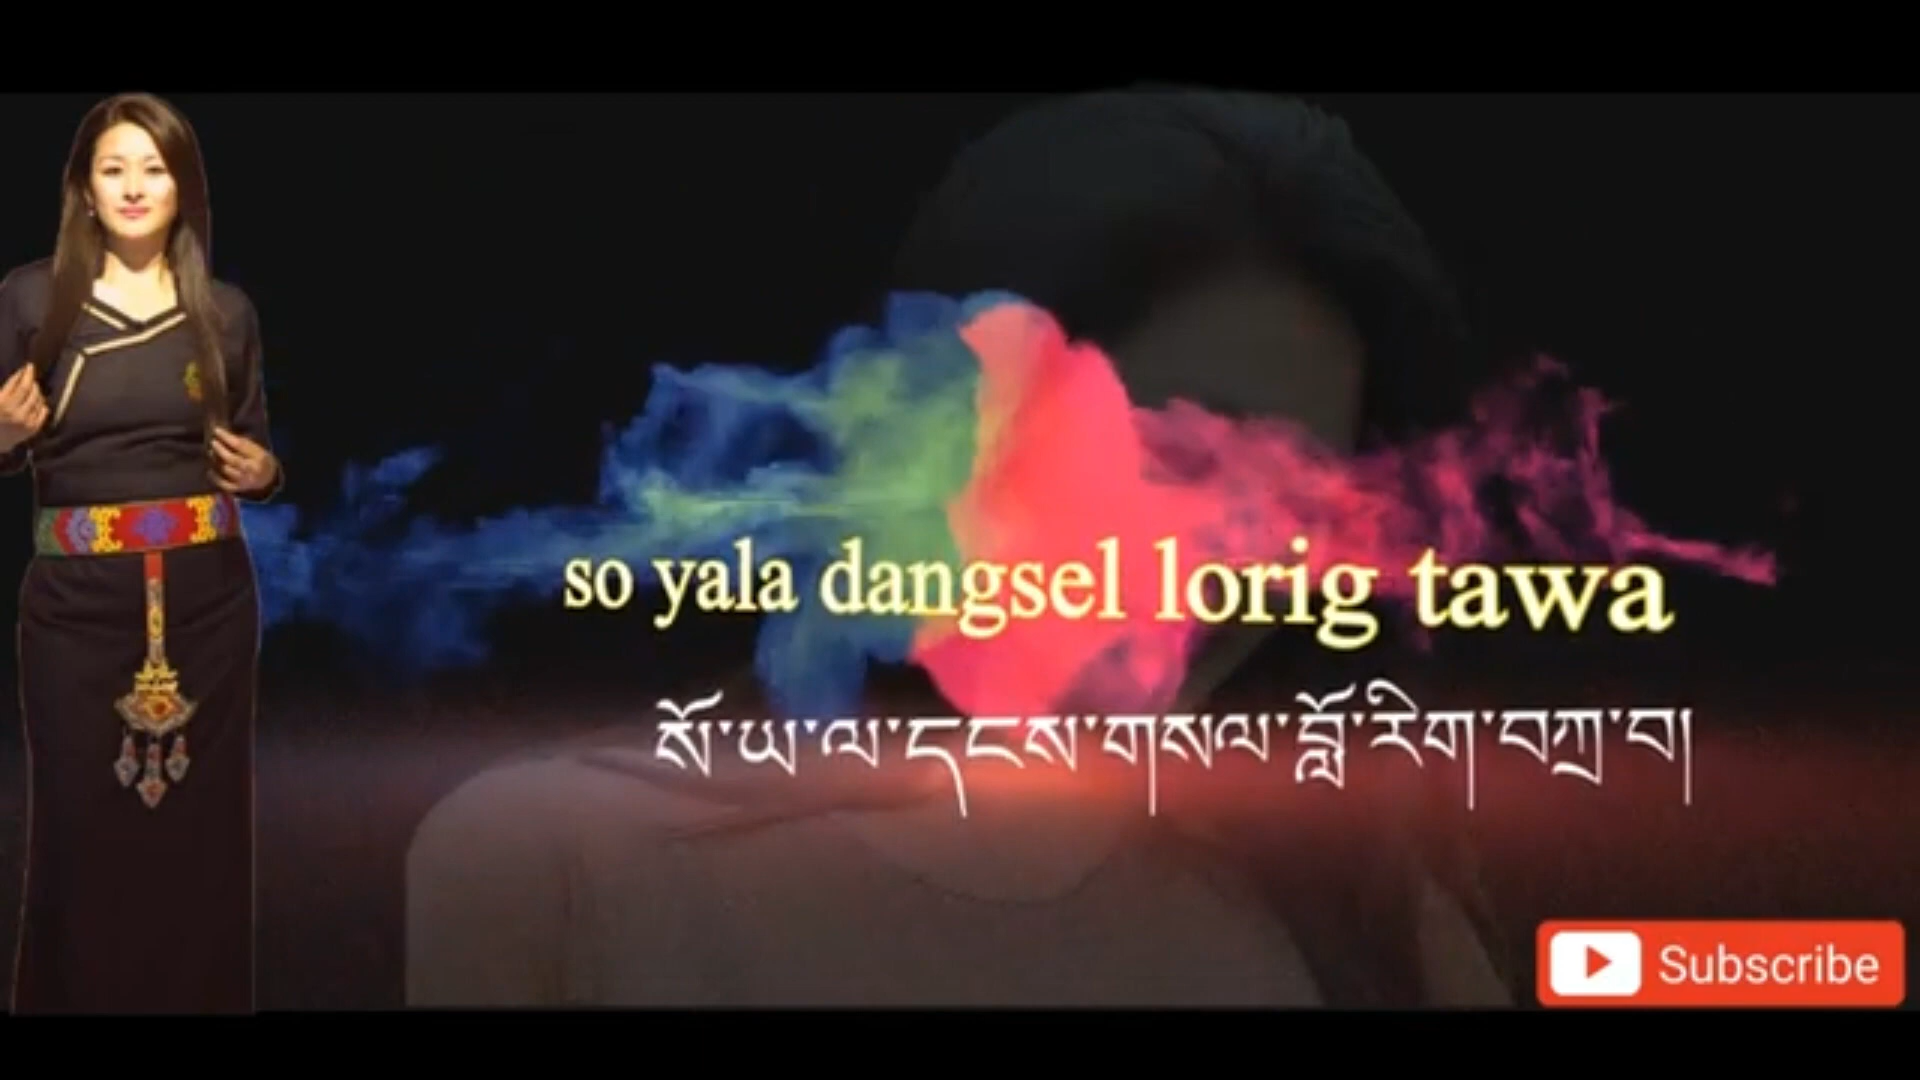 so yala dangsel lorig tawa
སོ་ཡ་ལ་དངས་གསལ་བློ་རིག་བཀྲ་བ།
Subscribe